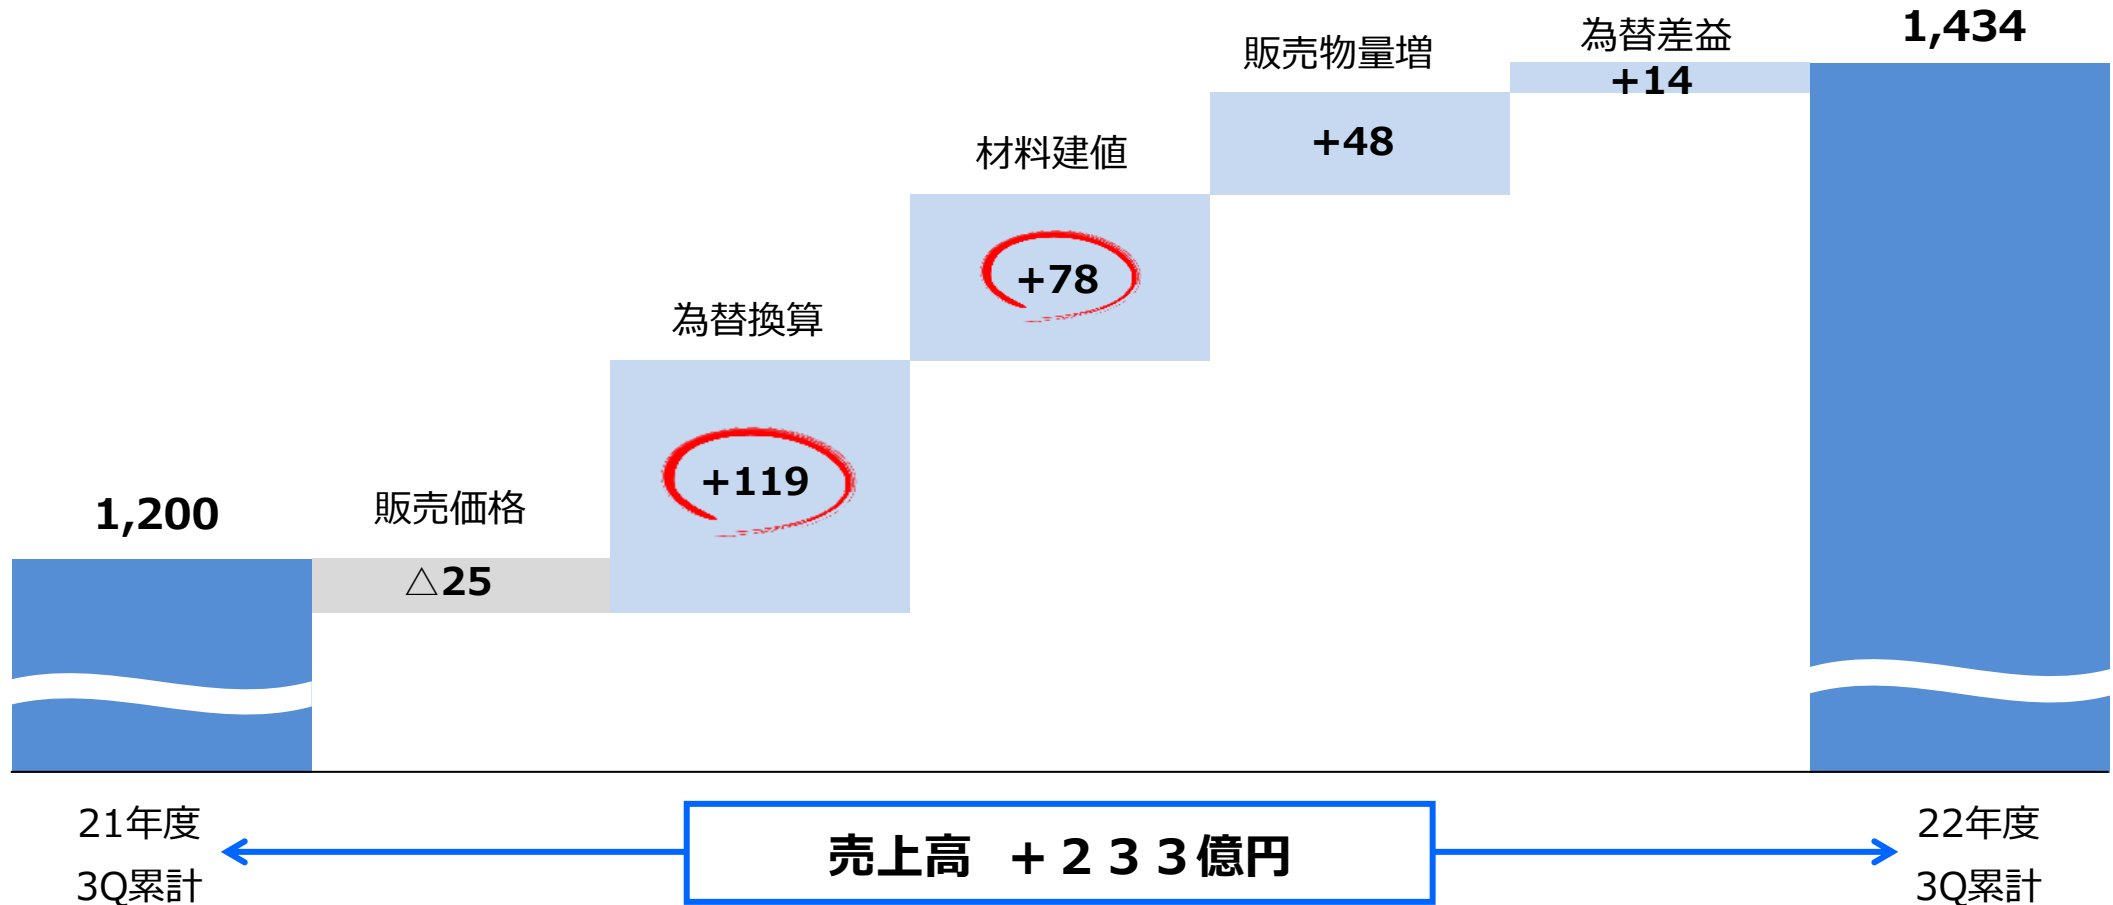 1,200
販売価格
△25
為替換算
+119
材料建値
+78
販売物量増
+48
為替差益
+14
1,434
21年度
3Q累計
売上高 +２３３億円
22年度
3Q累計